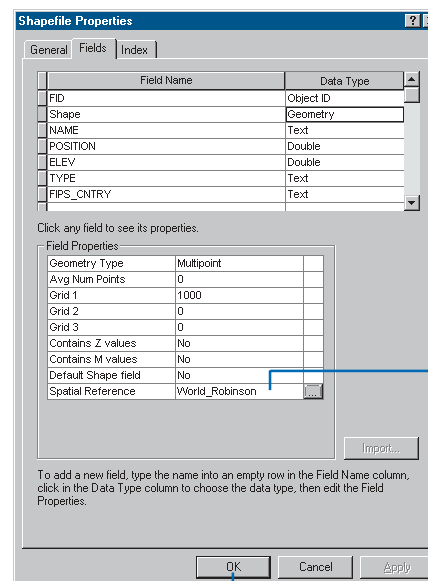 Shapefile Properties
General Fields Index
Field Name Data Type
FID Object ID
Shape Geometry
NAME Text
POSITION Double
ELEV Double
TYPE Text
FIPS_CNTRY Text
Click any field to see its properties.
Field Properties
Geometry Type Multipoint
Avg Num Points 0
Grid 1 1000
Grid 2 0
Grid 3 0
Contains Z values No
Contains M values No
Default Shape field No
Spatial Reference World_Robinson ...
Import...
To add a new field, type the name into an empty row in the Field Name column,
click in the Data Type column to choose the data type, then edit the Field
Properties.
OK Cancel Apply